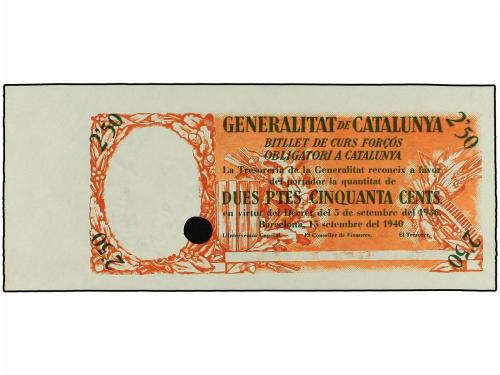 2'50
2'50
GENERALITAT DE CATALUNYA
BITLLET DE CURS FORÇÓS
OBLIGATORI A CATALUNYA
La Tresoreria de la Generalitat reconeix a favor
del portador la quantitat de
DUES PTES. CINQUANTA CENTS.
en virtut del Decret del 5 de setembre del 1936.
Barcelona, 15 setembre del 1940
L'Interventor General, El Conseller de Finances, El Tresorer,
2'50
2'50